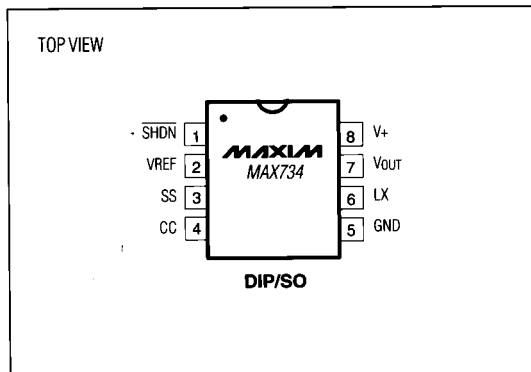 TOP VIEW
SHDN 1
VREF 2
SS 3
CC 4
MAXIM
MAX734
8 V+
7 VOUT
6 LX
5 GND
DIP/SO